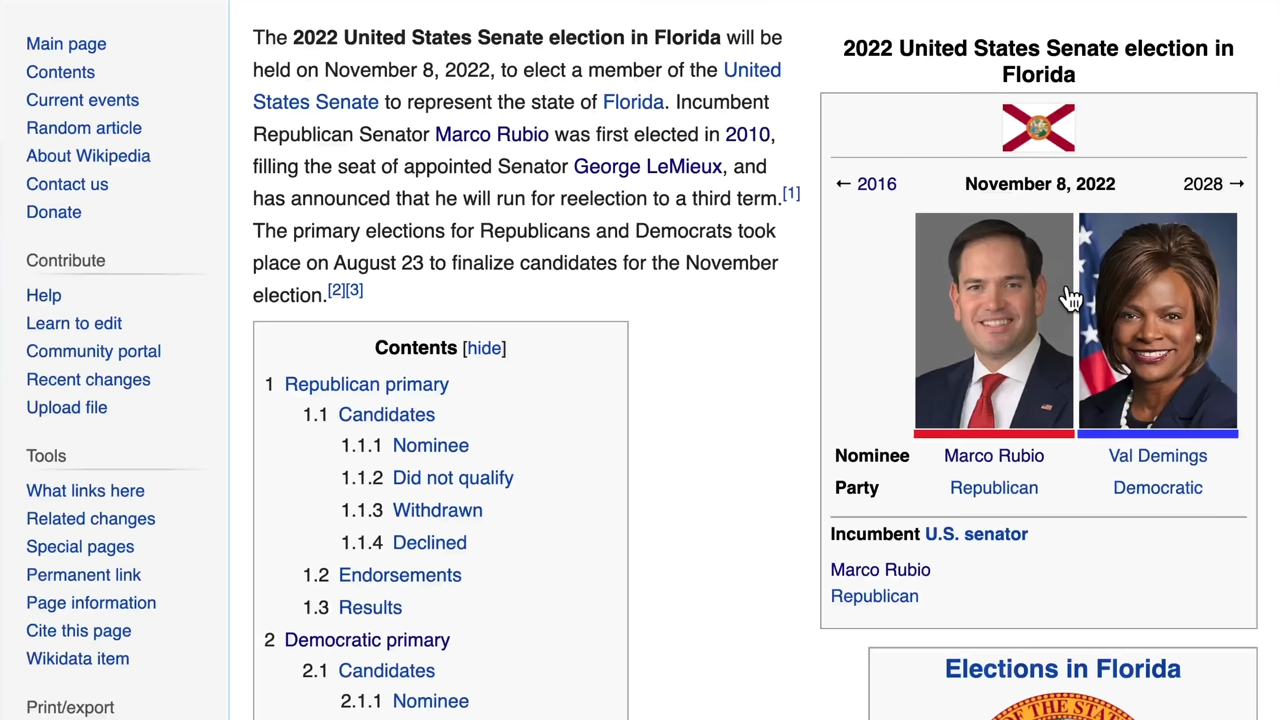 Main page
Contents
Current events
Random article
About Wikipedia
Contact us
Donate
Contribute
Help
Learn to edit
Community portal
Recent changes
Upload file
Tools
What links here
Related changes
Special pages
Permanent link
Page information
Cite this page
Wikidata item
Print/export
The 2022 United States Senate election in Florida will be
held on November 8, 2022, to elect a member of the United
States Senate to represent the state of Florida. Incumbent
Republican Senator Marco Rubio was first elected in 2010,
filling the seat of appointed Senator George LeMieux, and
has announced that he will run for reelection to a third term.[1]
The primary elections for Republicans and Democrats took
place on August 23 to finalize candidates for the November
election.[2][3]
Contents [hide]
1 Republican primary
1.1 Candidates
1.1.1 Nominee
1.1.2 Did not qualify
1.1.3 Withdrawn
1.1.4 Declined
1.2 Endorsements
1.3 Results
2 Democratic primary
2.1 Candidates
2.1.1 Nominee
2022 United States Senate election in
Florida
← 2016 November 8, 2022 2028 →
Nominee Marco Rubio Val Demings
Party Republican Democratic
Incumbent U.S. senator
Marco Rubio
Republican
Elections in Florida
OF THE STA